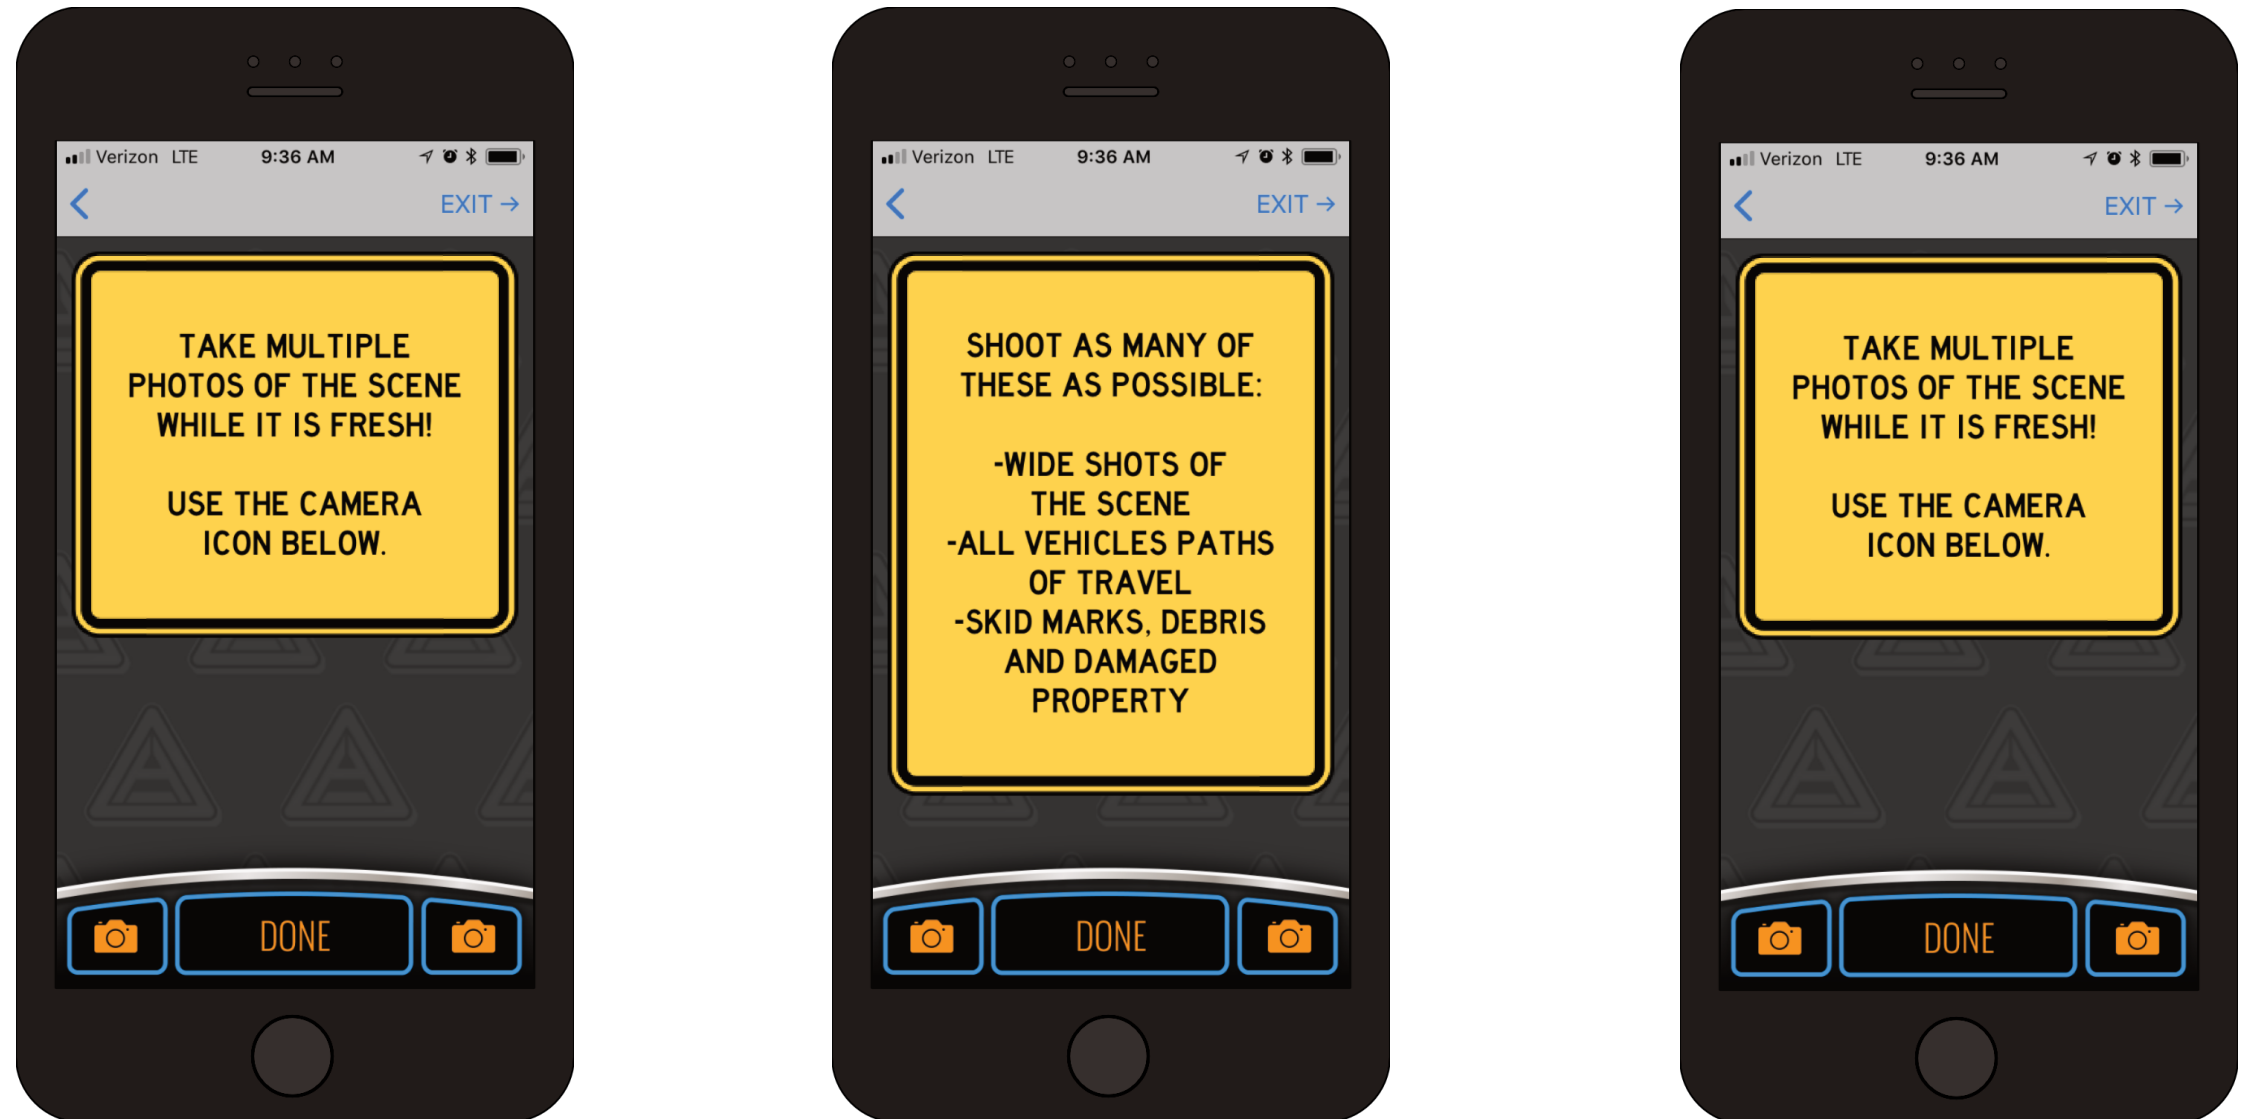 Verizon LTE 9:36 AM
EXIT →
TAKE MULTIPLE
PHOTOS OF THE SCENE
WHILE IT IS FRESH!
USE THE CAMERA
ICON BELOW.
DONE
Verizon LTE 9:36 AM
EXIT →
SHOOT AS MANY OF
THESE AS POSSIBLE:
-WIDE SHOTS OF
THE SCENE
-ALL VEHICLES PATHS
OF TRAVEL
-SKID MARKS, DEBRIS
AND DAMAGED
PROPERTY
DONE
Verizon LTE 9:36 AM
EXIT →
TAKE MULTIPLE
PHOTOS OF THE SCENE
WHILE IT IS FRESH!
USE THE CAMERA
ICON BELOW.
DONE